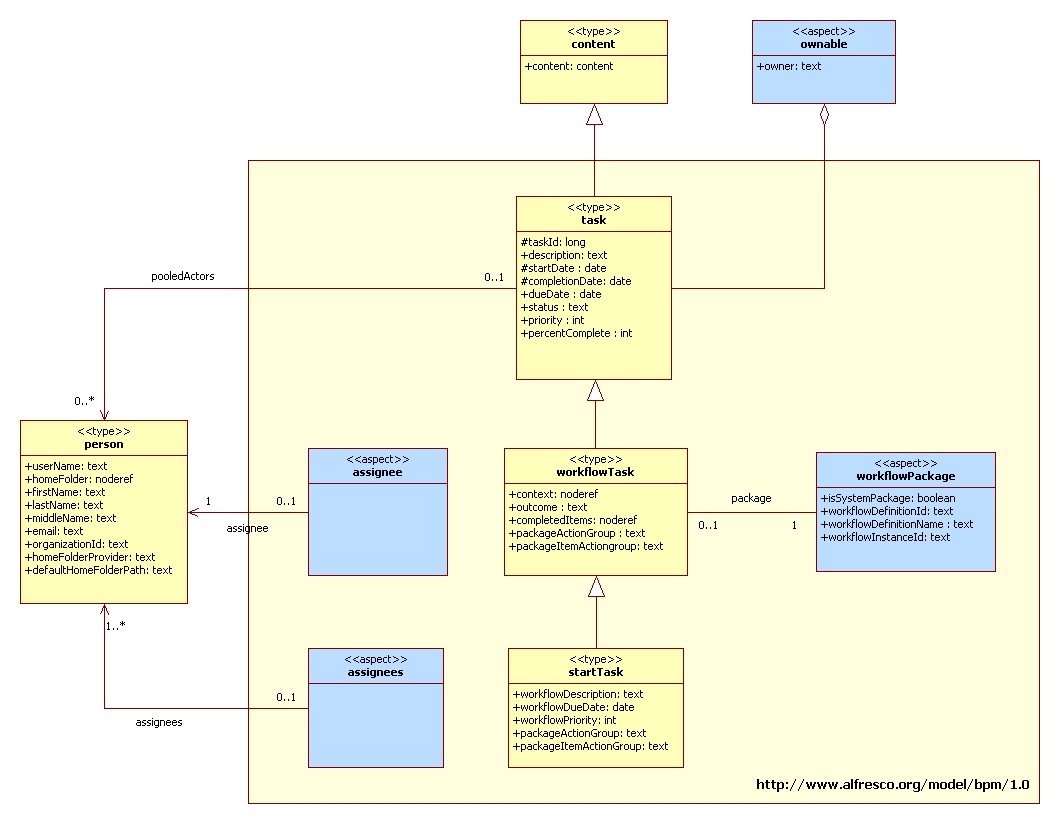 <<type>>
content
+content: content
<<aspect>>
ownable
+owner: text
<<type>>
task
#taskId: long
+description: text
#startDate : date
#completionDate: date
+dueDate : date
+status : text
+priority : int
+percentComplete : int
pooledActors
0..1
0..*
<<type>>
person
+userName: text
+homeFolder: noderef
+firstName: text
+lastName: text
+middleName: text
+email: text
+organizationId: text
+homeFolderProvider: text
+defaultHomeFolderPath: text
1
0..1
assignee
<<aspect>>
assignee
<<type>>
workflowTask
+context: noderef
+outcome : text
+completedItems: noderef
+packageActionGroup : text
+packageItemActiongroup: text
package
0..1
1
<<aspect>>
workflowPackage
+isSystemPackage: boolean
+workflowDefinitionId: text
+workflowDefinitionName : text
+workflowInstanceId: text
1..*
0..1
assignees
<<aspect>>
assignees
<<type>>
startTask
+workflowDescription: text
+workflowDueDate: date
+workflowPriority: int
+packageActionGroup: text
+packageItemActionGroup: text
http://www.alfresco.org/model/bpm/1.0